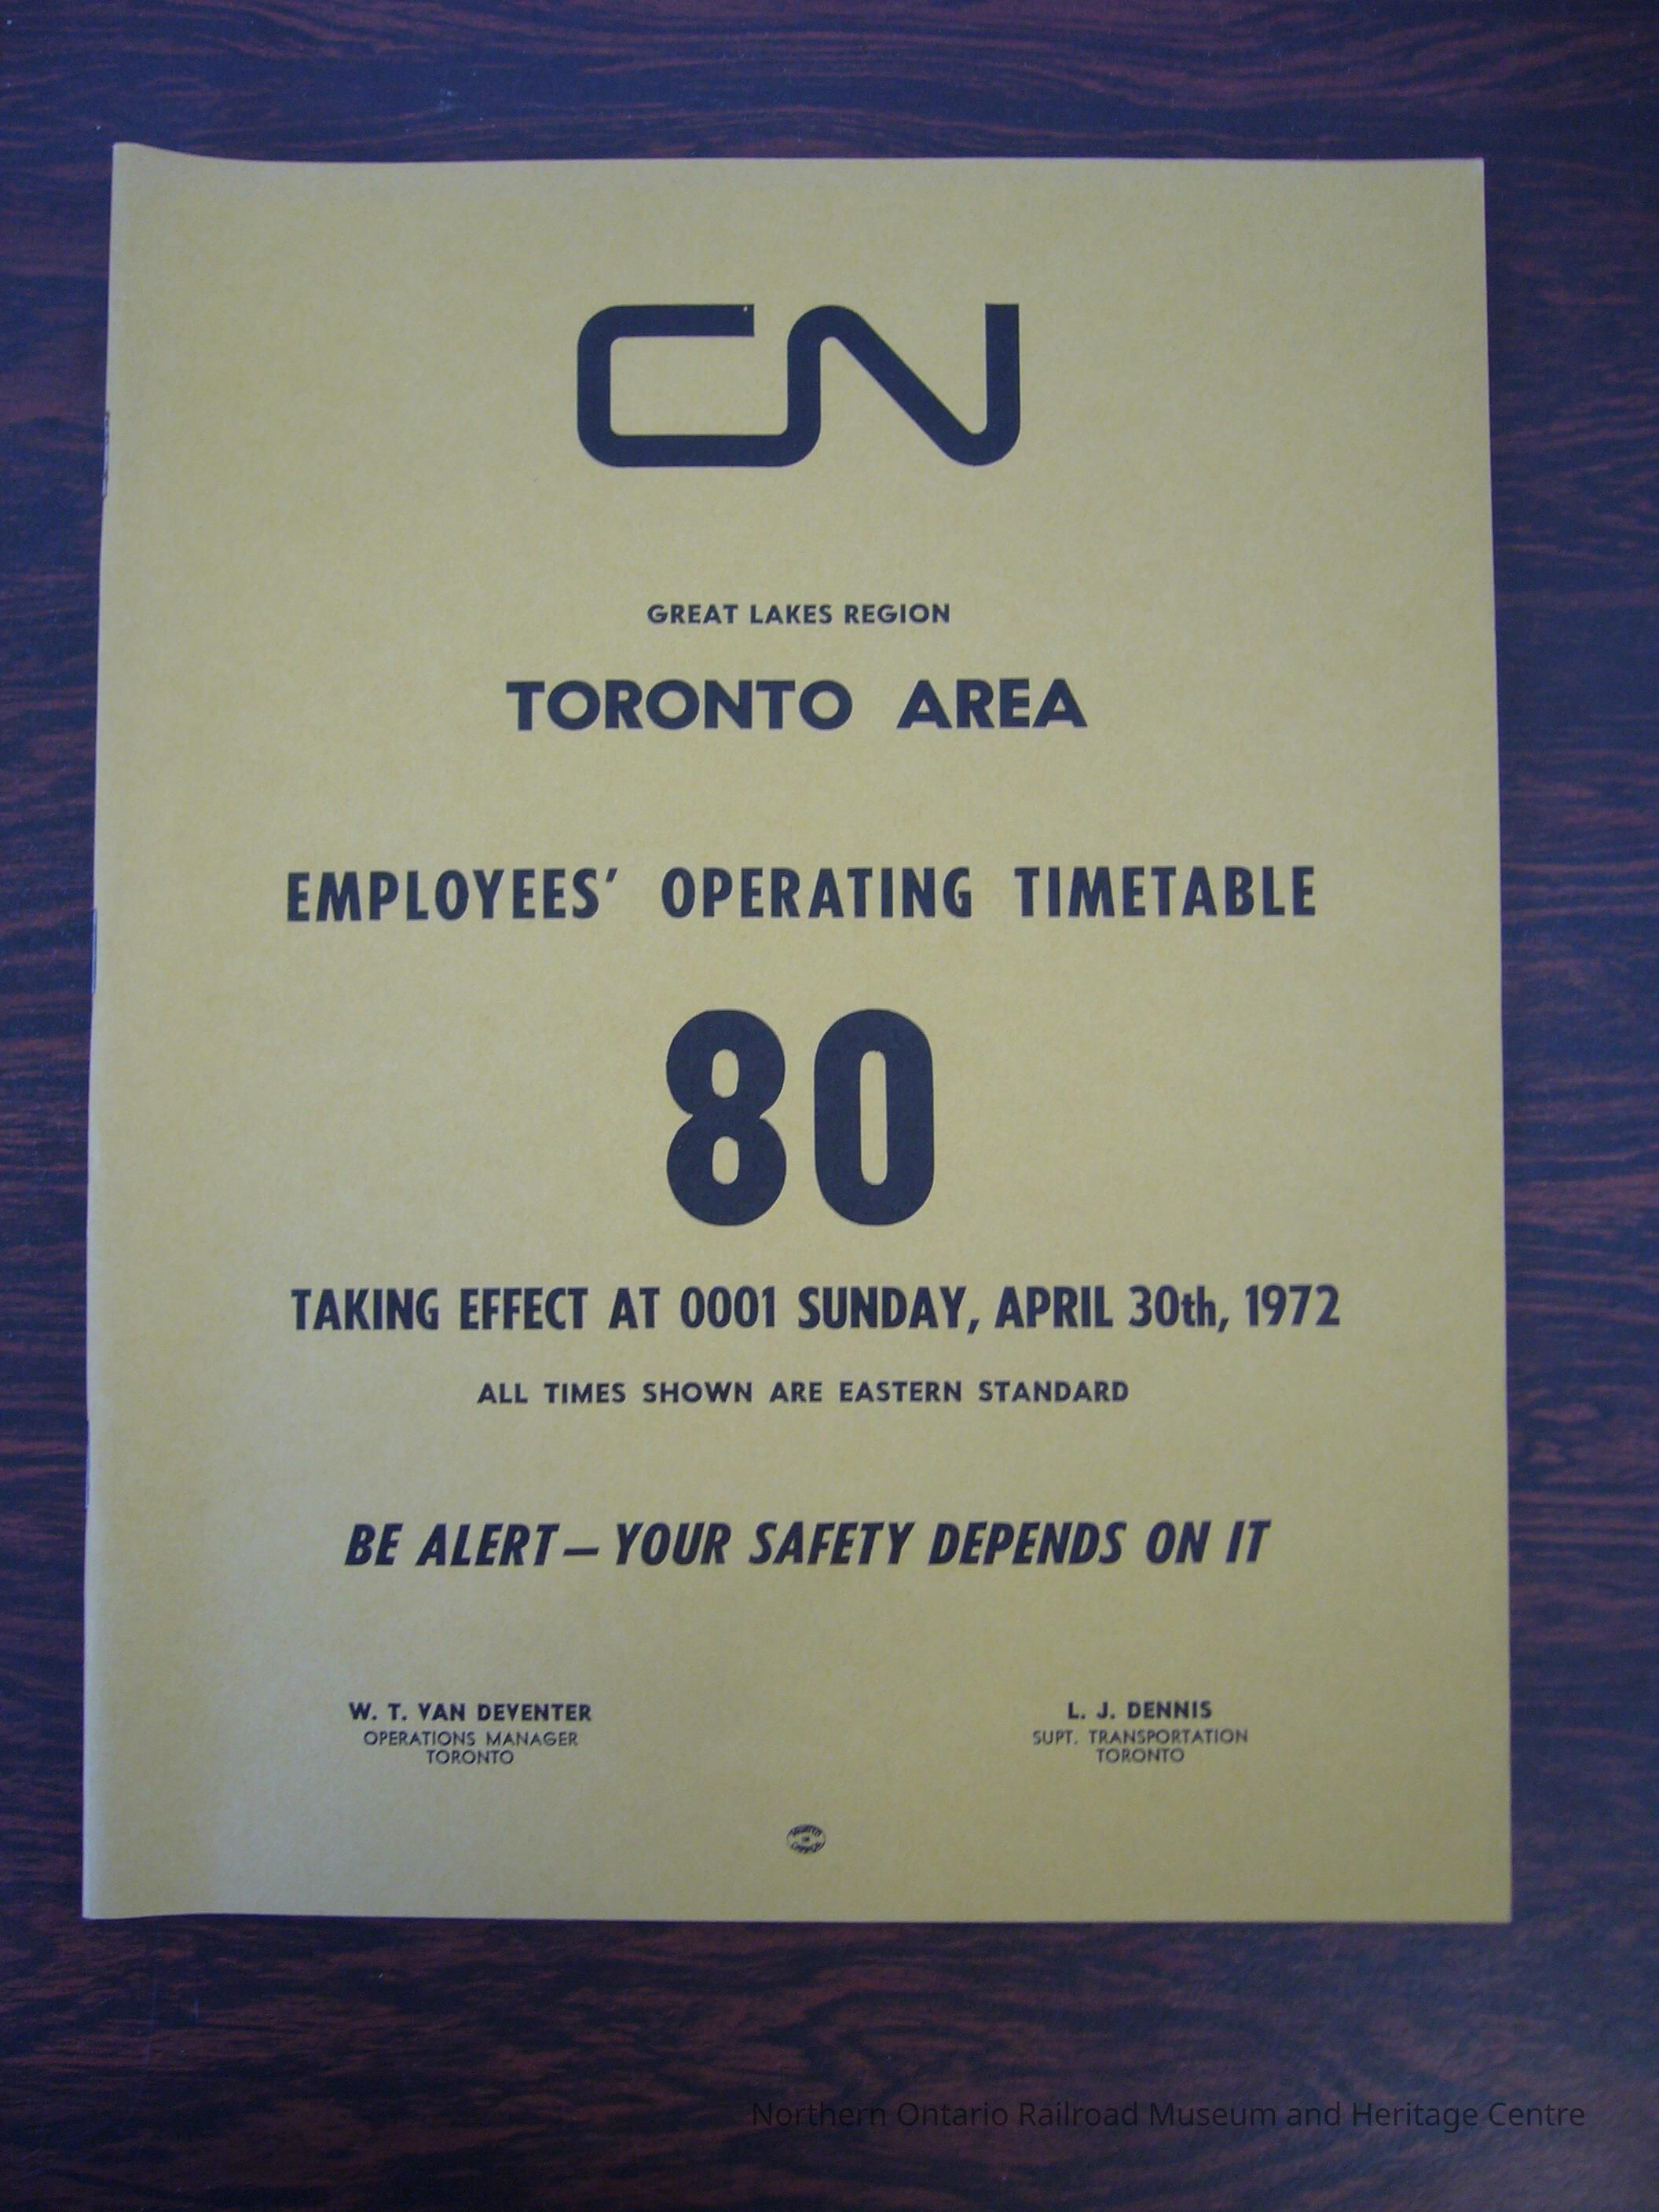 CN
GREAT LAKES REGION
TORONTO AREA
EMPLOYEES' OPERATING TIMETABLE
80
TAKING EFFECT AT 0001 SUNDAY, APRIL 30th, 1972
ALL TIMES SHOWN ARE EASTERN STANDARD
BE ALERT — YOUR SAFETY DEPENDS ON IT
W. T. VAN DEVENTER
OPERATIONS MANAGER
TORONTO
L. J. DENNIS
SUPT. TRANSPORTATION
TORONTO
Northern Ontario Railroad Museum and Heritage Centre